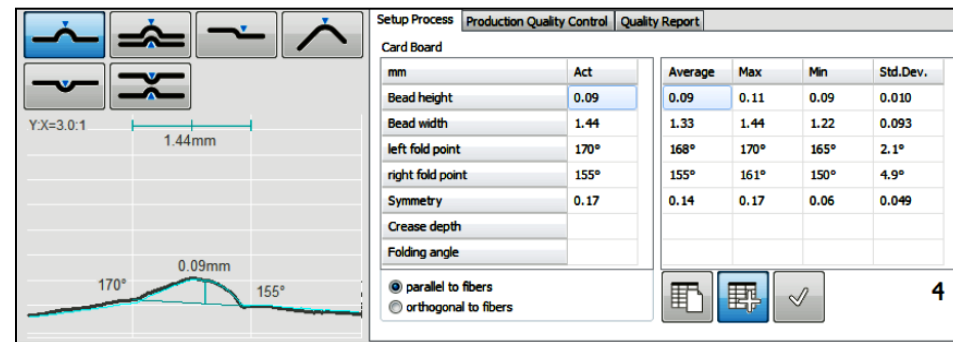 Setup Process Production Quality Control Quality Report
Card Board
mm Act Average Max Min Std.Dev.
Bead height 0.09 0.09 0.11 0.09 0.010
Bead width 1.44 1.33 1.44 1.22 0.093
left fold point 170° 168° 170° 165° 2.1°
right fold point 155° 155° 161° 150° 4.9°
Symmetry 0.17 0.14 0.17 0.06 0.049
Crease depth
Folding angle
parallel to fibers
orthogonal to fibers
4
Y:X=3.0:1
1.44mm
0.09mm
170° 155°